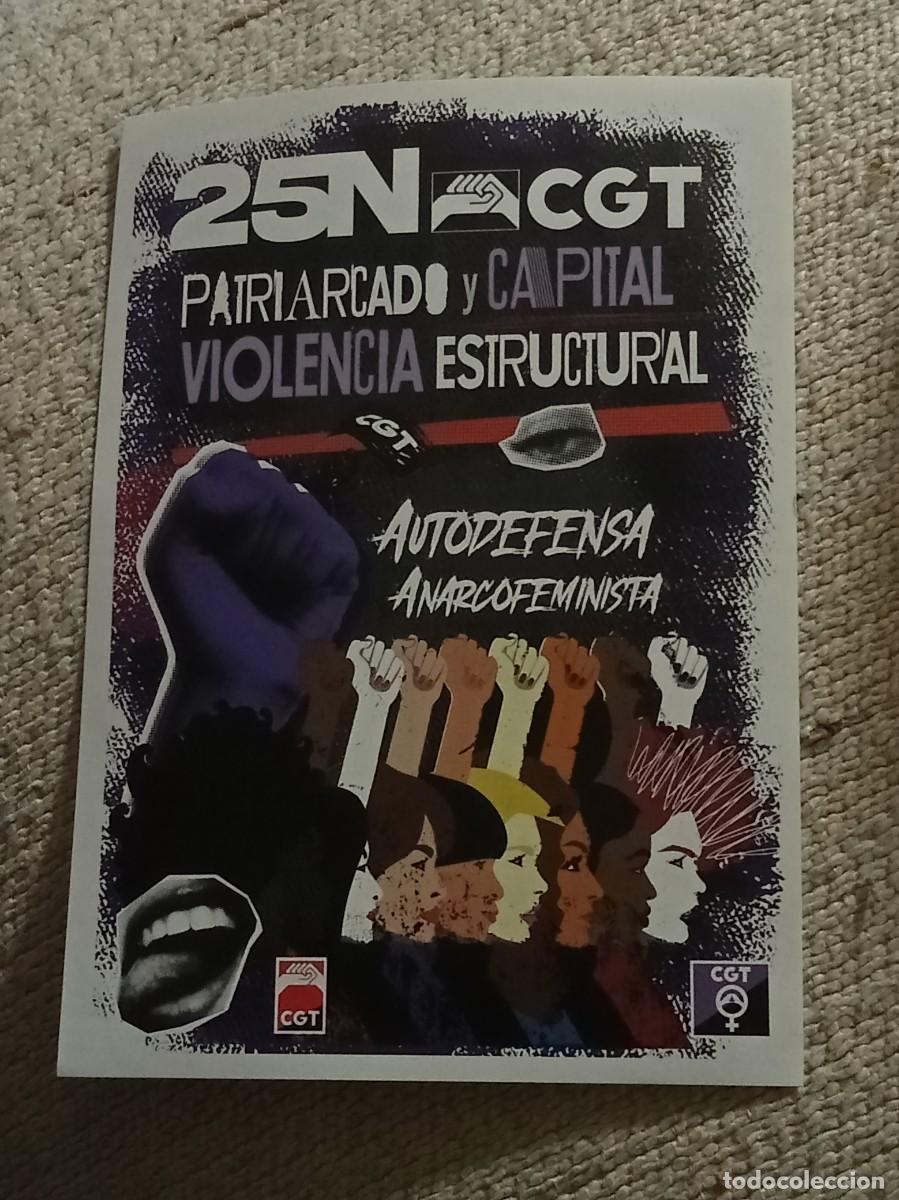 25N CGT
PATRIARCADO y CAPITAL
VIOLENCIA ESTRUCTURAL
CGT
AUTODEFENSA
ANARCOFEMINISTA
CGT
CGT
todocoleccion